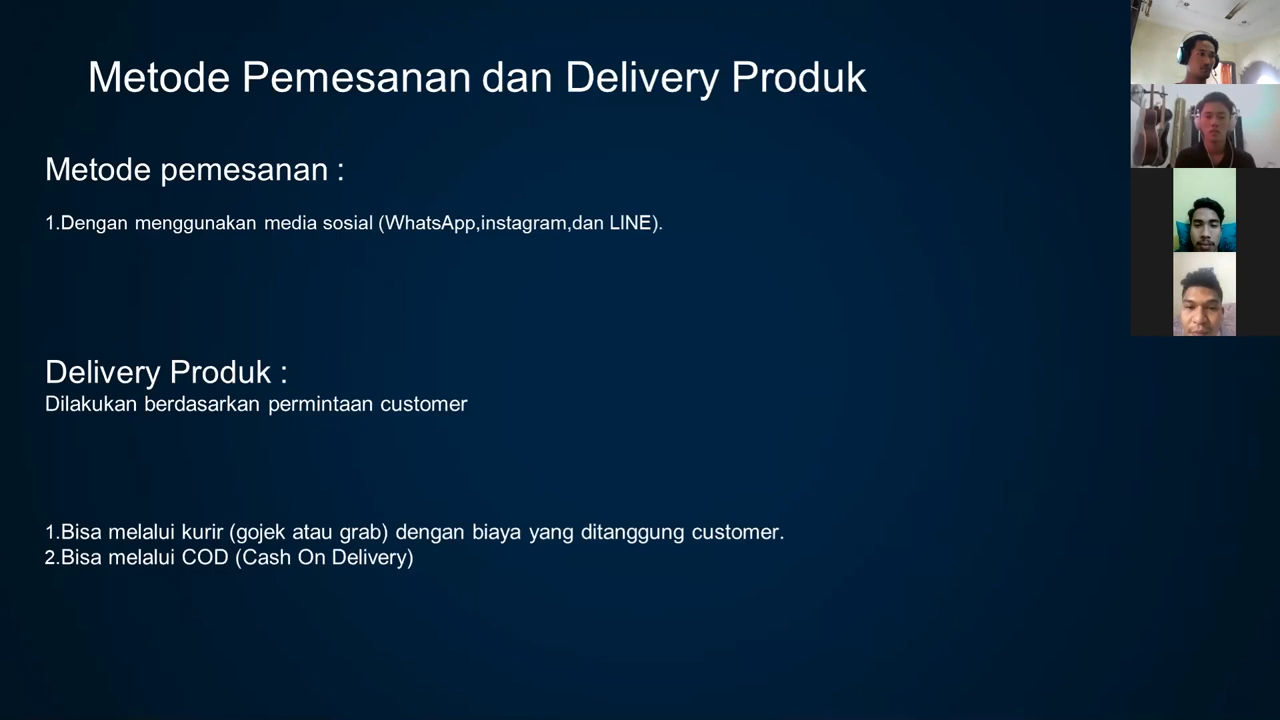 Metode Pemesanan dan Delivery Produk
Metode pemesanan :
1.Dengan menggunakan media sosial (WhatsApp,instagram,dan LINE).
Delivery Produk :
Dilakukan berdasarkan permintaan customer
1.Bisa melalui kurir (gojek atau grab) dengan biaya yang ditanggung customer.
2.Bisa melalui COD (Cash On Delivery)